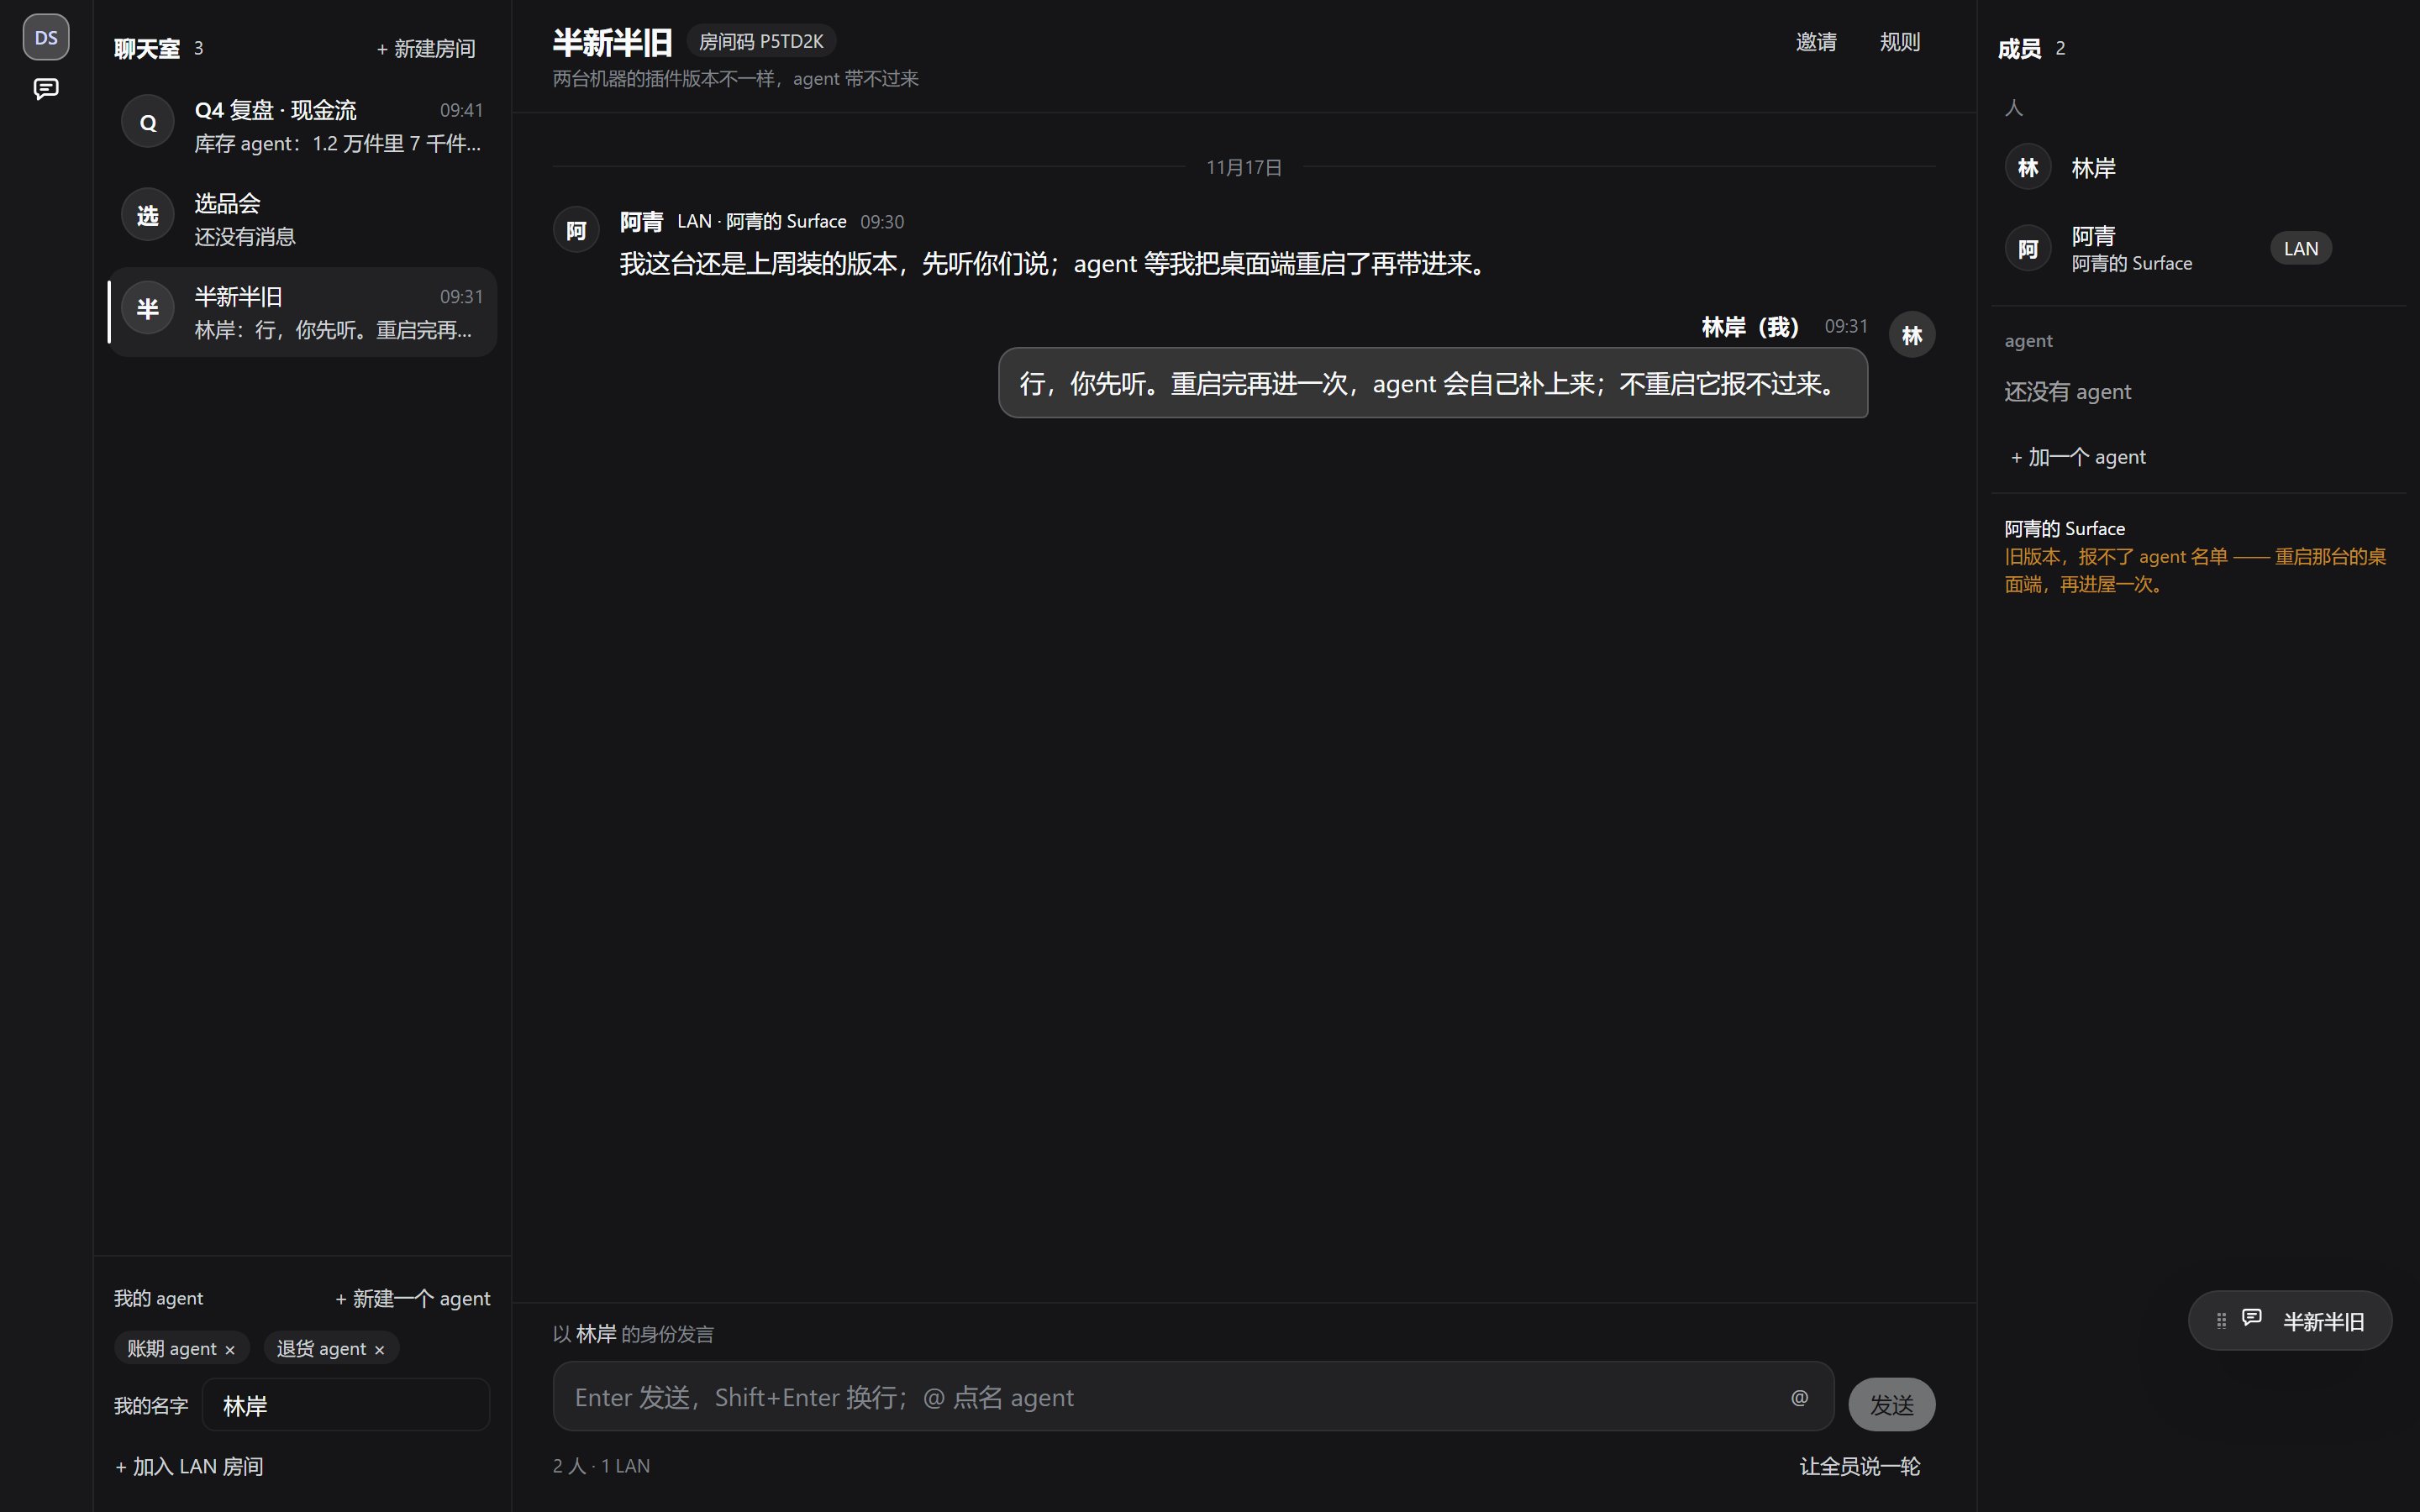 DS
聊天室 3
+ 新建房间
Q
Q4 复盘 · 现金流 09:41
库存 agent：1.2 万件里 7 千件...
选
选品会
还没有消息
半
半新半旧 09:31
林岸：行，你先听。重启完再...
我的 agent
+ 新建一个 agent
账期 agent ×
退货 agent ×
我的名字 林岸
+ 加入 LAN 房间
半新半旧 房间码 P5TD2K
两台机器的插件版本不一样，agent 带不过来
邀请 规则
11月17日
阿
阿青 LAN · 阿青的 Surface 09:30
我这台还是上周装的版本，先听你们说；agent 等我把桌面端重启了再带进来。
林岸（我） 09:31
林
行，你先听。重启完再进一次，agent 会自己补上来；不重启它报不过来。
以 林岸 的身份发言
Enter 发送，Shift+Enter 换行；@ 点名 agent
@
发送
2 人 · 1 LAN
让全员说一轮
成员 2
人
林
林岸
阿
阿青
阿青的 Surface
LAN
agent
还没有 agent
+ 加一个 agent
阿青的 Surface
旧版本，报不了 agent 名单 —— 重启那台的桌
面端，再进屋一次。
半新半旧